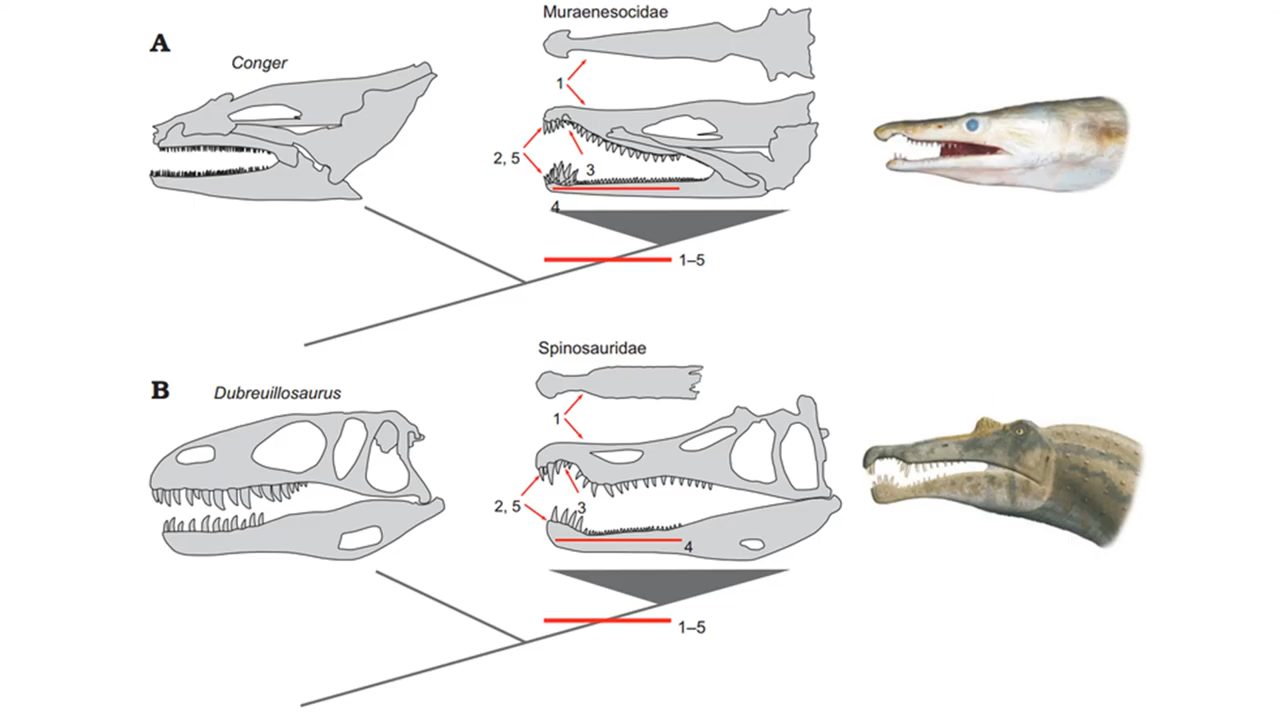 A
Conger
Muraenesocidae
1
2, 5
3
4
1–5
B
Dubreuillosaurus
Spinosauridae
1
2, 5
3
4
1–5